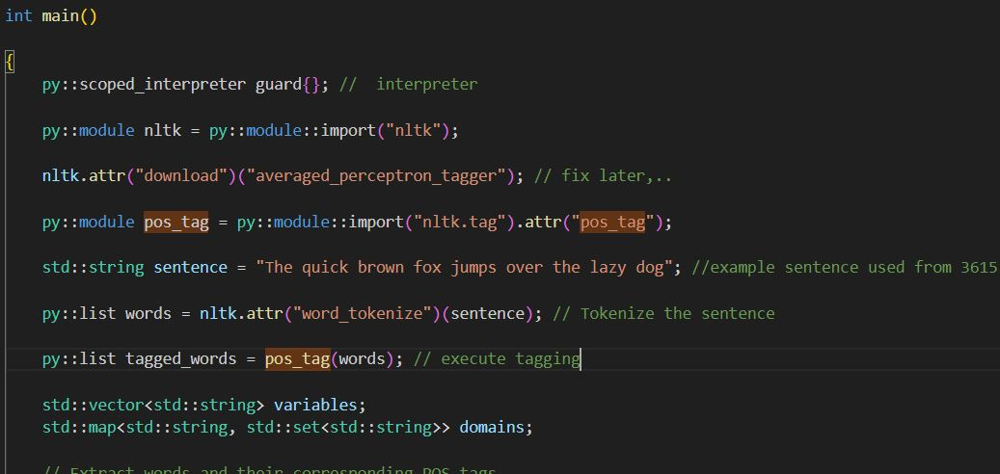 int main()
{
py::scoped_interpreter guard{}; //  interpreter
py::module nltk = py::module::import("nltk");
nltk.attr("download")("averaged_perceptron_tagger"); // fix later,..
py::module pos_tag = py::module::import("nltk.tag").attr("pos_tag");
std::string sentence = "The quick brown fox jumps over the lazy dog"; //example sentence used from 3615
py::list words = nltk.attr("word_tokenize")(sentence); // Tokenize the sentence
py::list tagged_words = pos_tag(words); // execute tagging
std::vector<std::string> variables;
std::map<std::string, std::set<std::string>> domains;
// Extract words and their corresponding POS tags